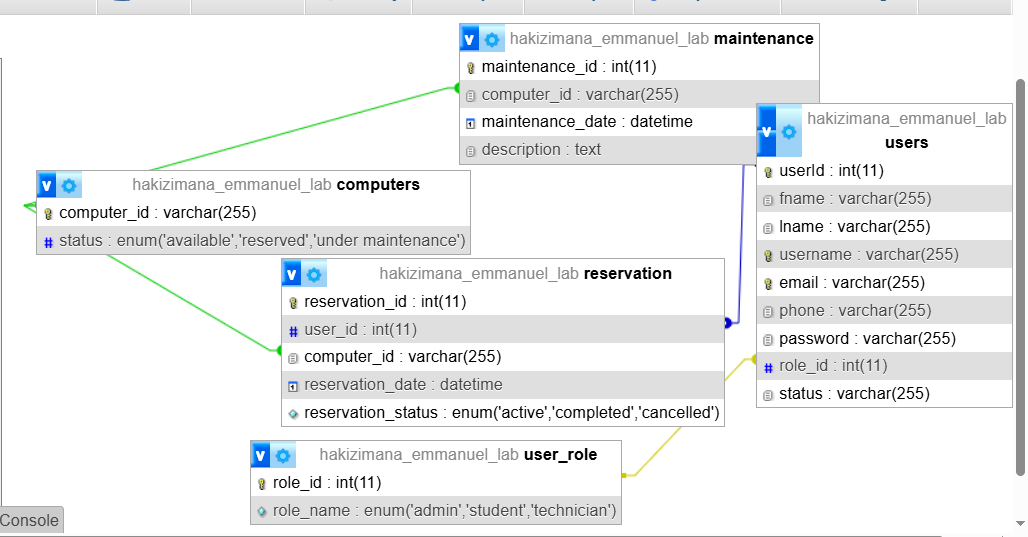 hakizimana_emmanuel_lab maintenance
maintenance_id : int(11)
computer_id : varchar(255)
maintenance_date : datetime
description : text
hakizimana_emmanuel_lab
users
userId : int(11)
fname : varchar(255)
lname : varchar(255)
username : varchar(255)
email : varchar(255)
phone : varchar(255)
password : varchar(255)
role_id : int(11)
status : varchar(255)
hakizimana_emmanuel_lab computers
computer_id : varchar(255)
status : enum('available','reserved','under maintenance')
hakizimana_emmanuel_lab reservation
reservation_id : int(11)
user_id : int(11)
computer_id : varchar(255)
reservation_date : datetime
reservation_status : enum('active','completed','cancelled')
hakizimana_emmanuel_lab user_role
role_id : int(11)
role_name : enum('admin','student','technician')
Console